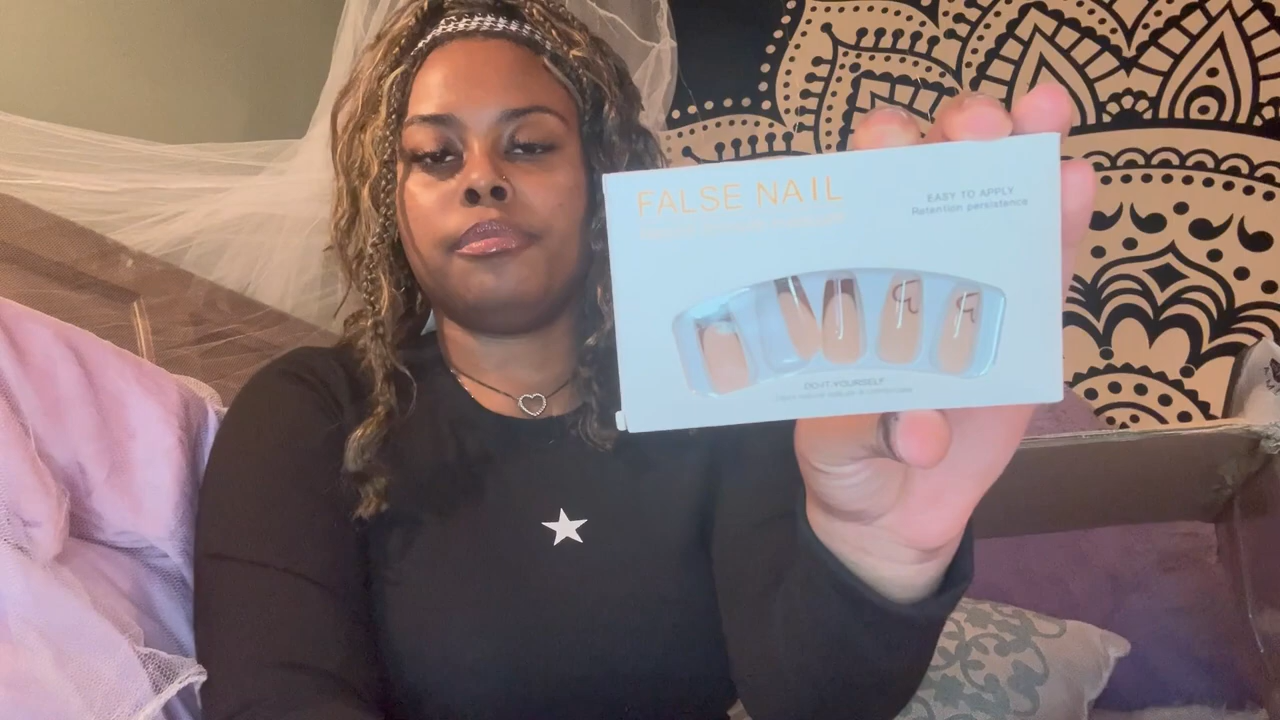 FALSE NAIL
EASY TO APPLY
Retention persistence
DO IT YOURSELF